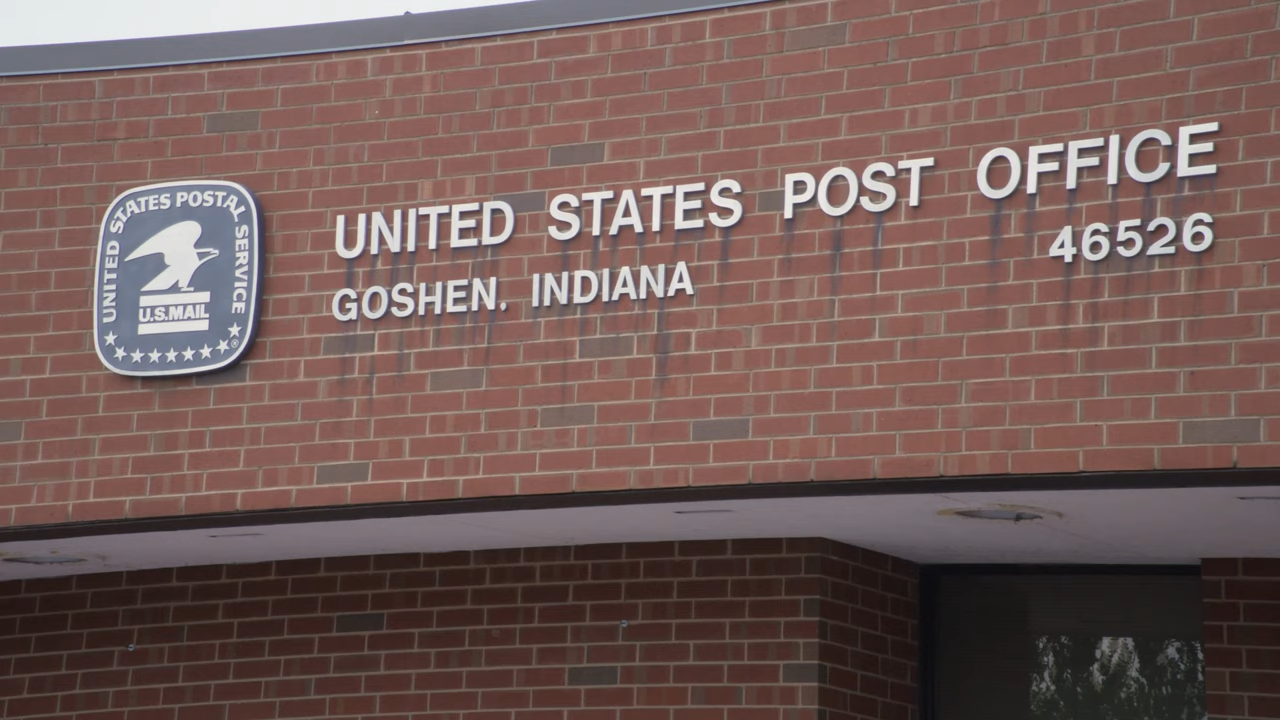 UNITED STATES POSTAL SERVICE
U.S.MAIL
®
UNITED STATES POST OFFICE
GOSHEN, INDIANA
46526